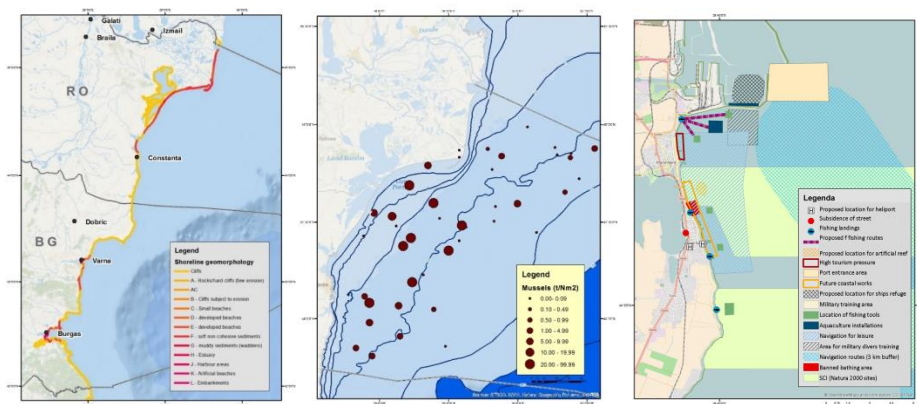 Galati
Izmail
Braila
RO
Constanta
Dobric
BG
Varna
Burgas
Legend
Shoreline geomorphology
Cliffs
A - Rocks/hard cliffs (low erosion)
AC
B - Cliffs subject to erosion
C - Small beaches
D - developed beaches
E - developed beaches
F - soft non cohesive sediments
G - muddy sediments (waddens)
H - Estuary
J - Harbour areas
K - Artificial beaches
L - Embankments
Legend
Mussels (t/Nm2)
0.00 - 0.09
0.10 - 0.49
0.50 - 0.99
1.00 - 4.99
5.00 - 9.99
10.00 - 19.99
20.00 - 99.99
Legenda
Proposed location for heliport
Subsidence of street
Fishing landings
Proposed f fishing routes
Proposed location for artificial reef
High tourism pressure
Port entrance area
Future coastal works
Proposed location for ships refuge
Military training area
Location of fishing tools
Aquaculture installations
Navigation for leisure
Area for military divers training
Navigation routes (3 km buffer)
Banned bathing area
SCI (Natura 2000 sites)